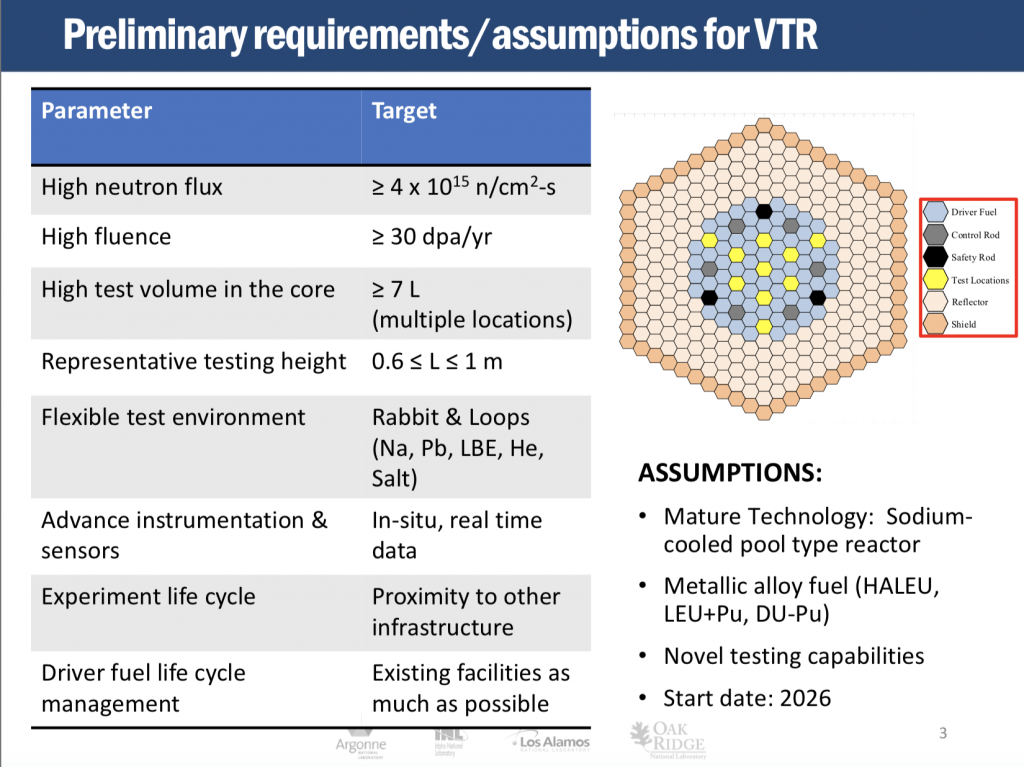 Preliminary requirements/assumptions for VTR
Parameter
Target
High neutron flux
≥ 4 x 10¹⁵ n/cm²-s
High fluence
≥ 30 dpa/yr
High test volume in the core
≥ 7 L
(multiple locations)
Representative testing height
0.6 ≤ L ≤ 1 m
Flexible test environment
Rabbit & Loops
(Na, Pb, LBE, He,
Salt)
Advance instrumentation &
sensors
In-situ, real time
data
Experiment life cycle
Proximity to other
infrastructure
Driver fuel life cycle
management
Existing facilities as
much as possible
Driver Fuel
Control Rod
Safety Rod
Test Locations
Reflector
Shield
ASSUMPTIONS:
• Mature Technology: Sodium-
cooled pool type reactor
• Metallic alloy fuel (HALEU,
LEU+Pu, DU-Pu)
• Novel testing capabilities
• Start date: 2026
Argonne
NATIONAL
LABORATORY
INL
Idaho National
Laboratory
Los Alamos
NATIONAL LABORATORY
OAK
RIDGE
National Laboratory
3